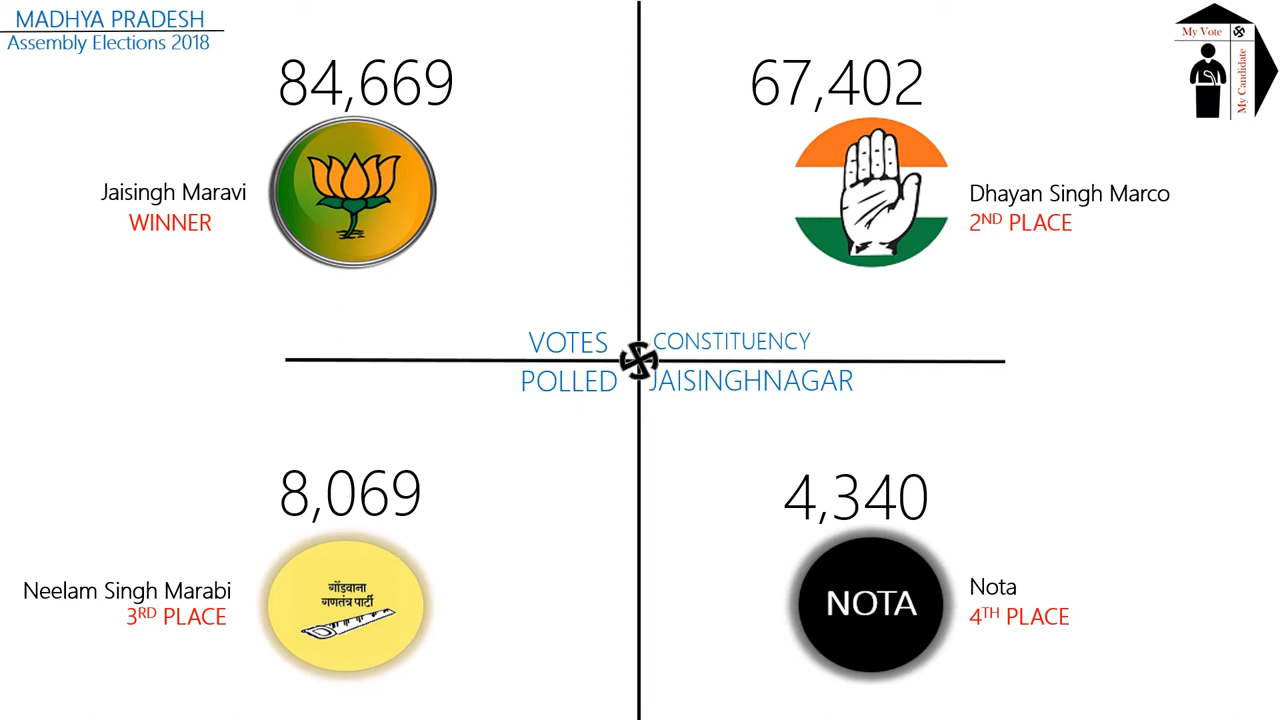 MADHYA PRADESH
Assembly Elections 2018
My Vote
My Candidate
84,669
Jaisingh Maravi
WINNER
67,402
Dhayan Singh Marco
2ND PLACE
VOTES
POLLED
CONSTITUENCY
JAISINGHNAGAR
8,069
गोंडवाना
गणतंत्र पार्टी
Neelam Singh Marabi
3RD PLACE
4,340
NOTA
Nota
4TH PLACE